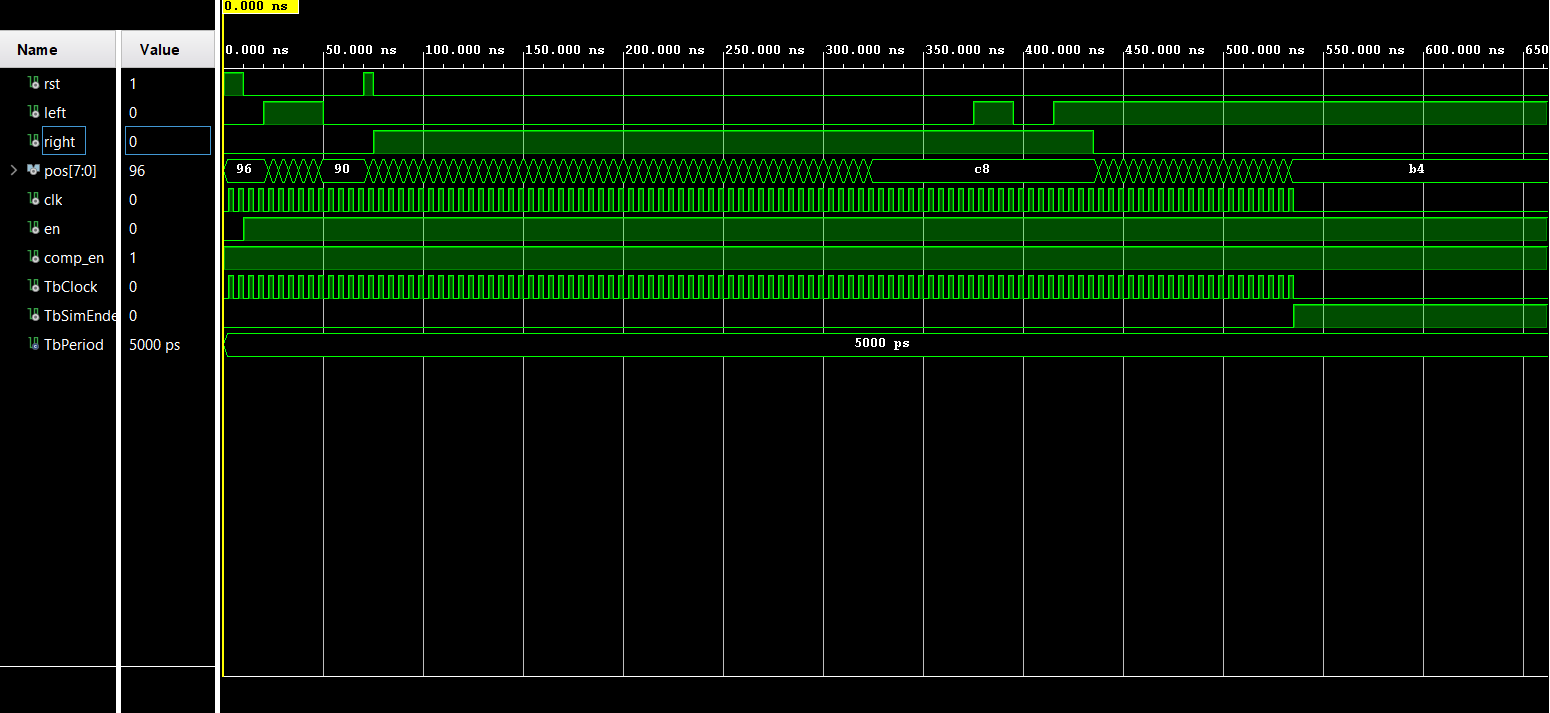 0.000 ns
Name Value
0.000 ns 50.000 ns 100.000 ns 150.000 ns 200.000 ns 250.000 ns 300.000 ns 350.000 ns 400.000 ns 450.000 ns 500.000 ns 550.000 ns 600.000 ns 650
rst 1
left 0
right 0
pos[7:0] 96 96 90 c8 b4
clk 0
en 0
comp_en 1
TbClock 0
TbSimEnde 0
TbPeriod 5000 ps 5000 ps